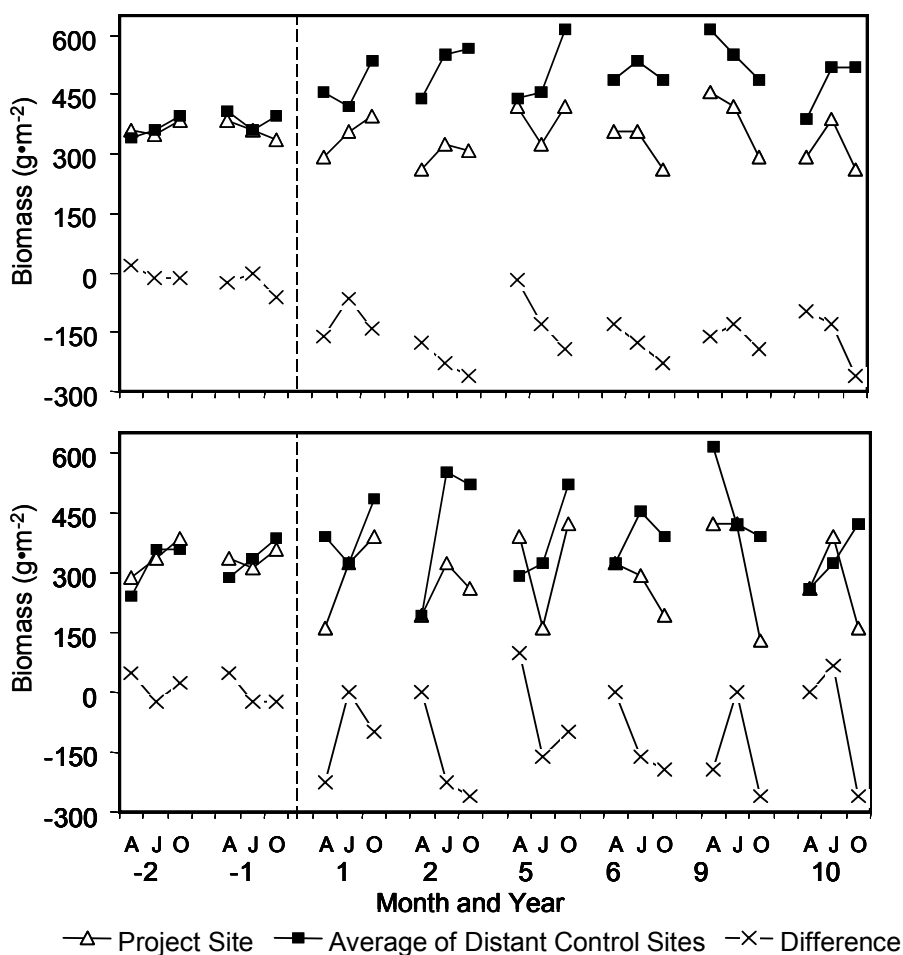 Biomass (g•m-2)
600
450
300
150
0
-150
-300
Biomass (g•m-2)
600
450
300
150
0
-150
-300
A J O A J O A J O A J O A J O A J O A J O A J O
-2 -1 1 2 5 6 9 10
Month and Year
Project Site Average of Distant Control Sites Difference